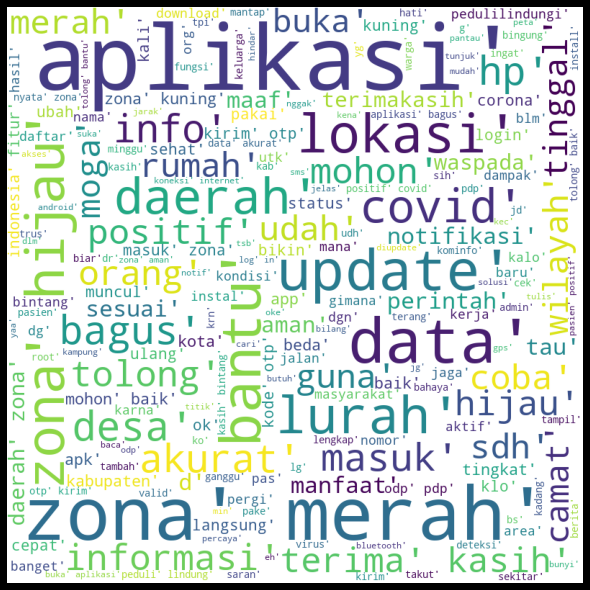 download' tpi'
mantap' hati' pedulilindungi'
merah' kali' org' buka' kuning' g' peta'
aplikasi'
fungsi' keluarga' hindar' yg' warga' pantau' ingat' bingung' install'
hp' tunjuk' mudah' tinggal'
nyata' zona' zona' kuning' maaf' terimakasih' corona'
hasil' fitur' tolong' bantu'
ubah' nama' jarak' pakai' kena' aplikasi' bagus' blm'
info' lokasi' login'
daftar' suka' sehat' kirim' otp' data' akurat'
hijau' minggu' rumah' utk' mohon' waspada' tolong' baik'
akses' moga' kasih' kab' koneksi' internet' sms' sih' dampak'
indonesia' android' daerah' status' jelas' positif' covid' pdp'
covid' jd' kec'
trus' dlm' positif' udah' udh' notifikasi' wilayah'
masuk' zona' tsb' bikin' mana' diupdate' kominfo' kalo'
biar' dr' zona' aman' log' in'
orang' notif' kondisi' update' baru' solusi' cek'
bintang' muncul' instal' app' gimana' perintah' tulis' pasien' positif'
pasien' sesuai' krn' oke' dgn' terang' kerja' admin'
yaa' dg' bagus' kota' aman' bilang' data' tau'
zona' hijau' root' ulang' cari' beda' jalan' jg' gps'
kampung' tolong' bantu' kode' otp' guna' baik' jaga' bahaya' coba'
mohon' baik' butuh' masyarakat'
karna' titik' kasih' bintang' lurah' aktif' hijau' tampil'
daerah' zona' desa' ok' ko' lengkap' nomor' sdh' camat'
baca' odp' akurat' masuk'
apk' tambah' lg' tingkat'
kabupaten' d' ganggu' pas' manfaat' odp' pdp' klo' kadang'
otp' kirim' valid' pergi' pake' min' bs' berita'
zona' merah'
langsung' percaya' area'
cepat' informasi' virus' bluetooth' deteksi'
banget' eh' terima' kasih' bunyi'
buka' aplikasi' peduli' lindung' saran' kirim' takut' sekitar'